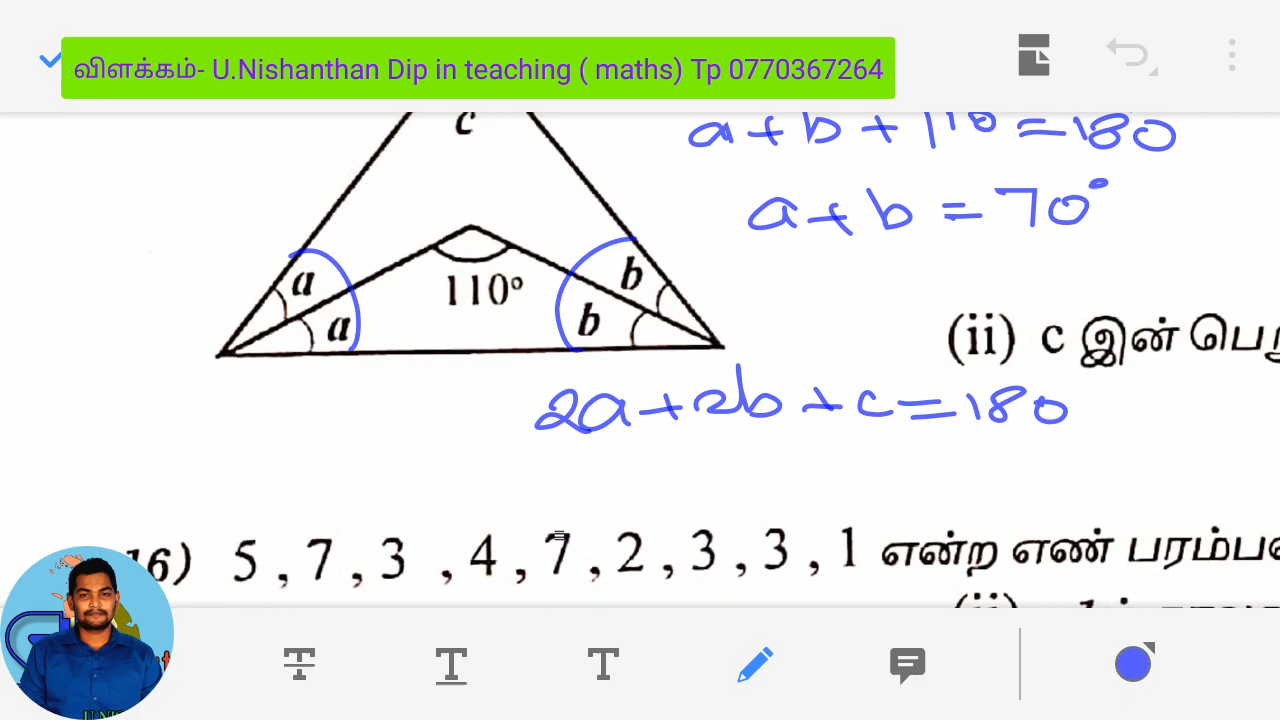 விளக்கம்- U.Nishanthan Dip in teaching ( maths) Tp 0770367264
c
a + b + 110 = 180
a + b = 70°
a
b
110°
a
b
(ii) c இன்
2a + 2b + c = 180
16) 5 , 7 , 3 , 4 , 7 , 2 , 3 , 3 , 1 என்ற எண்